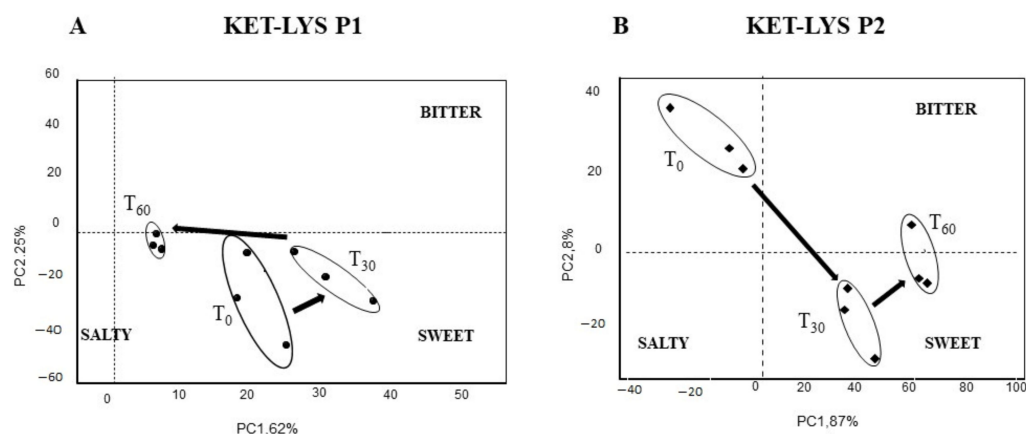 A
KET-LYS P1
60
40
20
0
−20
−40
−60
PC2.25%
BITTER
T60
T30
T0
SALTY
SWEET
0
10
20
30
40
50
PC1.62%
B
KET-LYS P2
40
20
0
−20
PC2,8%
BITTER
T0
T60
T30
SALTY
SWEET
−40
−20
0
20
40
60
80
100
PC1,87%